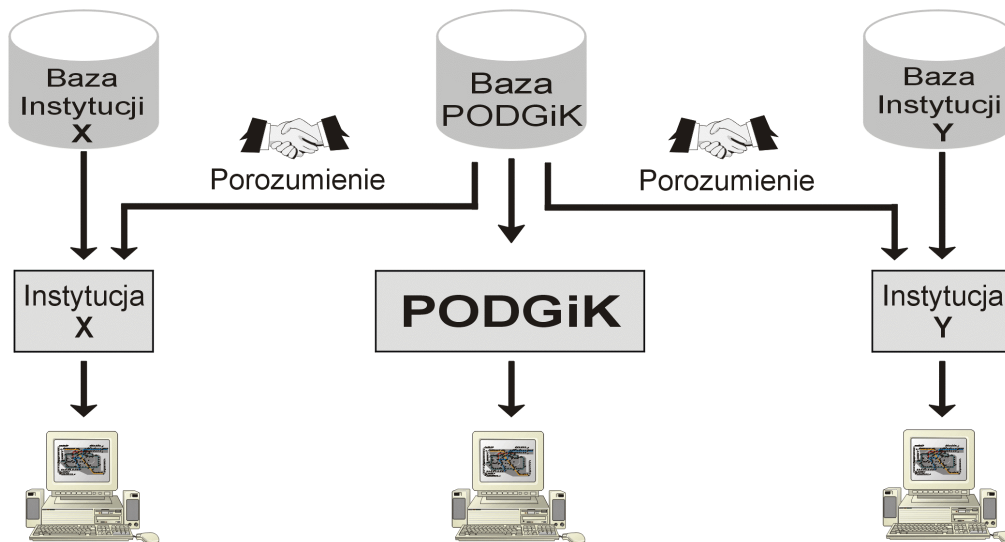 Baza
Instytucji
X
Baza
PODGiK
Baza
Instytucji
Y
Porozumienie
Porozumienie
Instytucja
X
PODGiK
Instytucja
Y